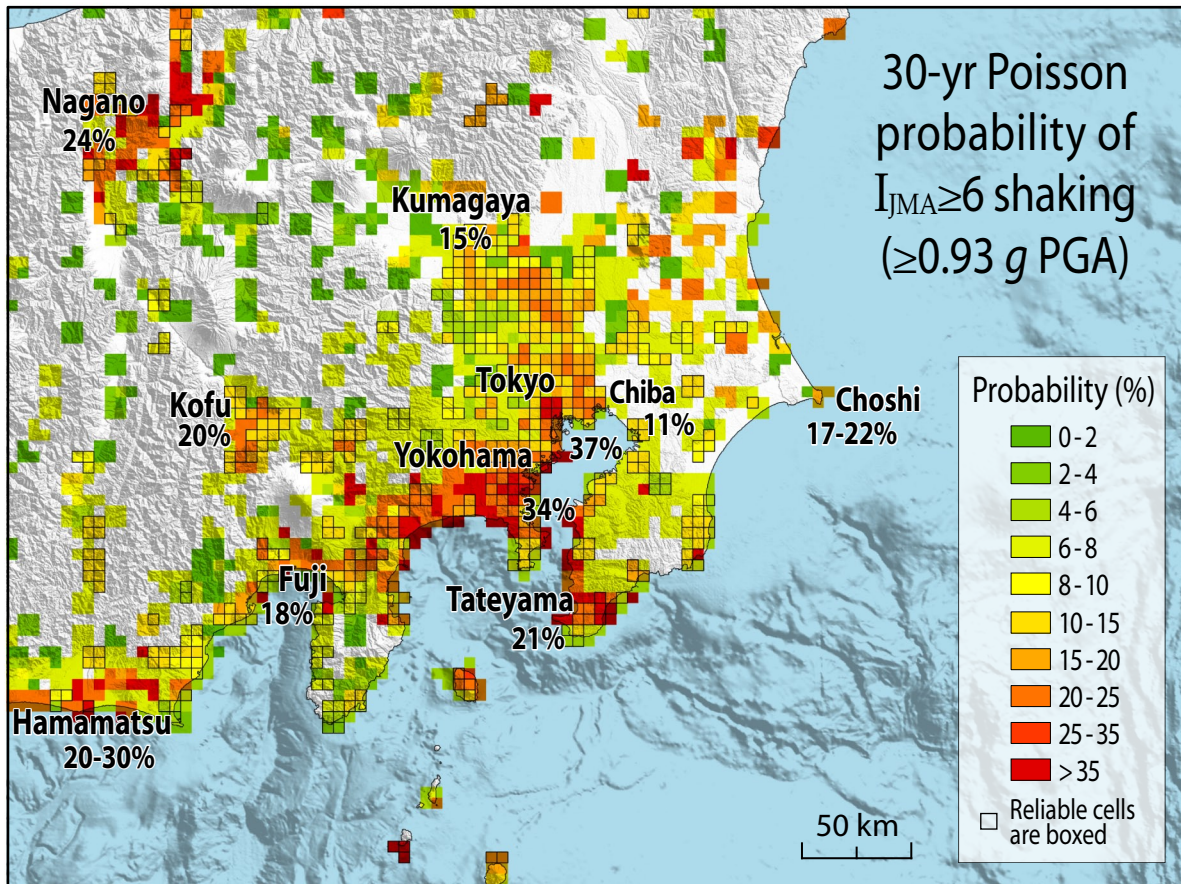 30-yr Poisson
probability of
I_JMA≥6 shaking
(≥0.93 g PGA)
Nagano
24%
Kumagaya
15%
Tokyo
37%
Chiba
11%
Choshi
17-22%
Kofu
20%
Yokohama
34%
Fuji
18%
Tateyama
21%
Hamamatsu
20-30%
Probability (%)
0-2
2-4
4-6
6-8
8-10
10-15
15-20
20-25
25-35
>35
Reliable cells
are boxed
50 km